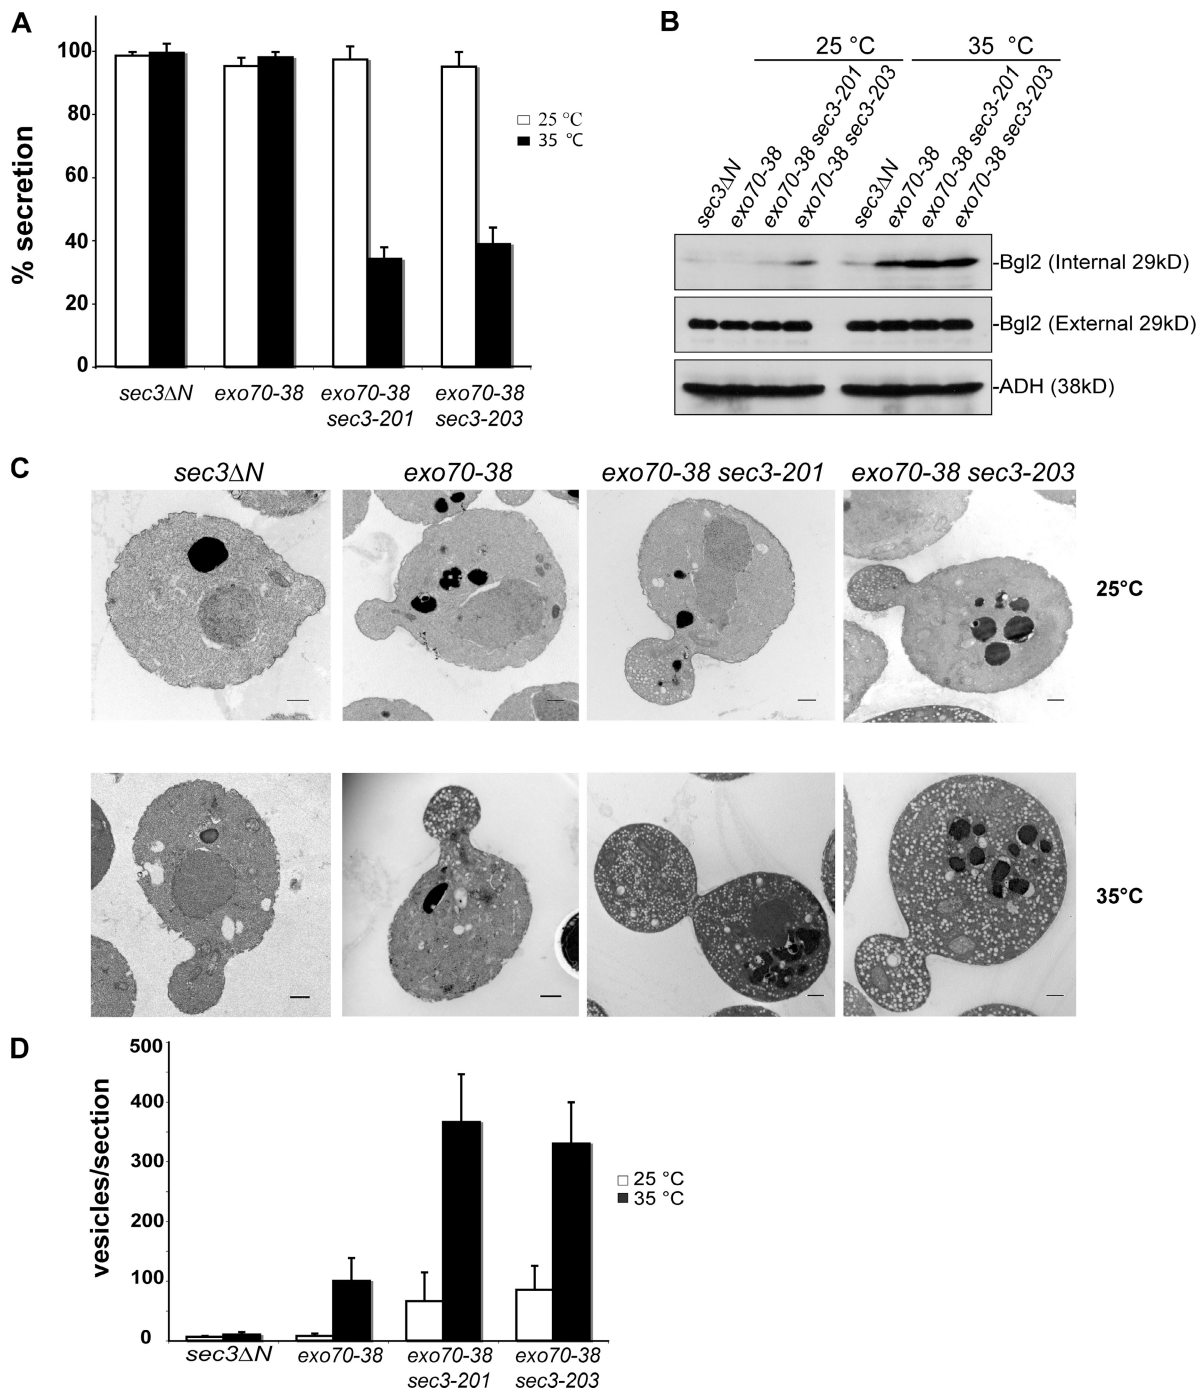 A
100
80
60
40
20
0
% secretion
25 °C
35 °C
sec3ΔN
exo70-38
exo70-38
sec3-201
exo70-38
sec3-203
B
25 °C
35 °C
sec3ΔN
exo70-38
exo70-38 sec3-201
exo70-38 sec3-203
sec3ΔN
exo70-38
exo70-38 sec3-201
exo70-38 sec3-203
-Bgl2 (Internal 29kD)
-Bgl2 (External 29kD)
-ADH (38kD)
C
sec3ΔN
exo70-38
exo70-38 sec3-201
exo70-38 sec3-203
25°C
35°C
D
500
400
300
200
100
0
vesicles/section
25 °C
35 °C
sec3ΔN
exo70-38
exo70-38
sec3-201
exo70-38
sec3-203